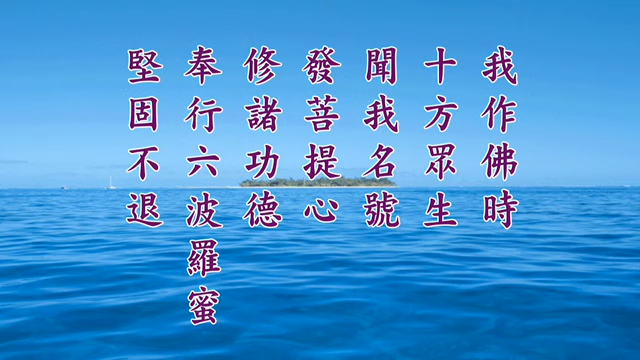 我作佛時
十方眾生
聞我名號
發菩提心
修諸功德
奉行六波羅蜜
堅固不退